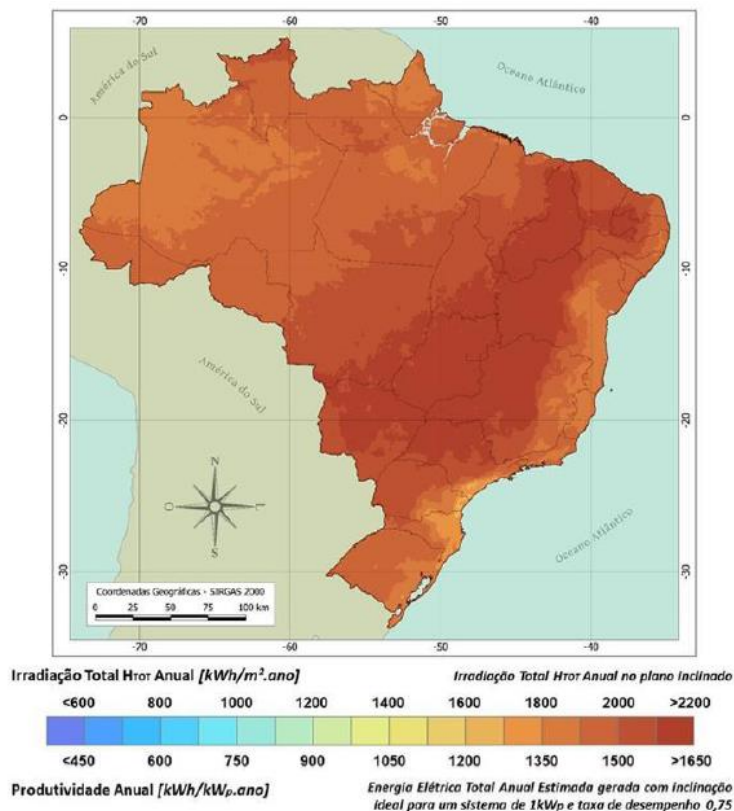 -70 -60 -50 -40
América do Sul
Oceano Atlântico
0 0
-10 -10
América do Sul
-20 -20
N
O L
S
Oceano Atlântico
-30 -30
Coordenadas Geográficas - SIRGAS 2000
0 25 50 75 100 km
-70 -60 -50 -40
Irradiação Total HTOT Anual [kWh/m².ano] Irradiação Total HTOT Anual no plano inclinado
<600 800 1000 1200 1400 1600 1800 2000 >2200
<450 600 750 900 1050 1200 1350 1500 >1650
Produtividade Anual [kWh/kWp.ano] Energia Elétrica Total Anual Estimada gerada com inclinação
ideal para um sistema de 1kWp e taxa de desempenho 0,75